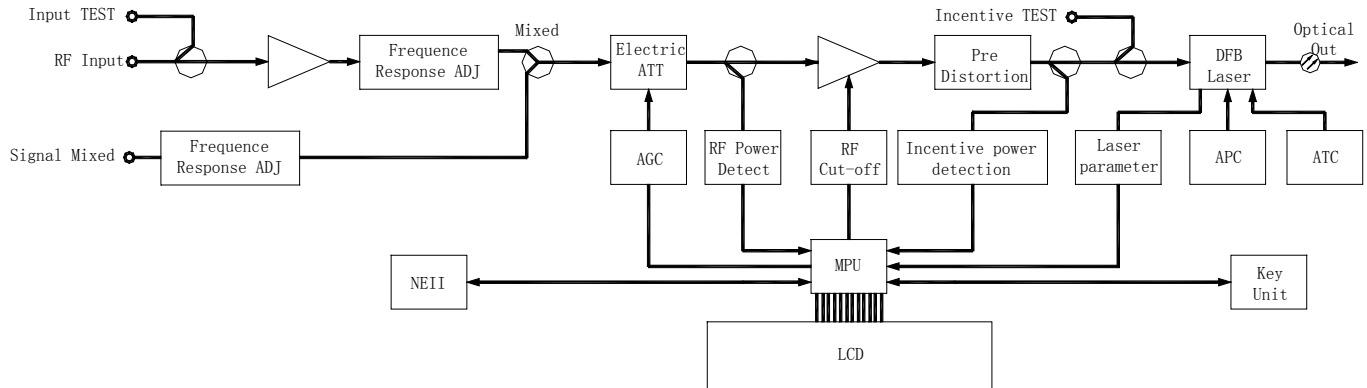 Input TEST
RF Input
Frequence
Response ADJ
Mixed
Electric
ATT
Pre
Distortion
Incentive TEST
DFB
Laser
Optical
Out
Signal Mixed
Frequence
Response ADJ
AGC
RF Power
Detect
RF
Cut-off
Incentive power
detection
Laser
parameter
APC
ATC
NEII
MPU
Key
Unit
LCD